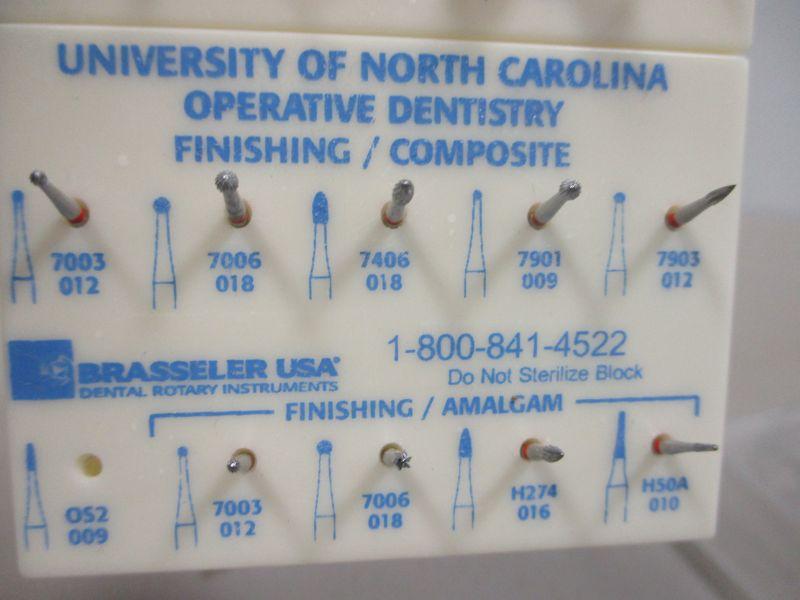 UNIVERSITY OF NORTH CAROLINA
OPERATIVE DENTISTRY
FINISHING / COMPOSITE
7003 7006 7406 7901 7903
012 018 018 009 012
BRASSELER USA®
DENTAL ROTARY INSTRUMENTS
1-800-841-4522
Do Not Sterilize Block
FINISHING / AMALGAM
OS2 7003 7006 H274 H50A
009 012 018 016 010